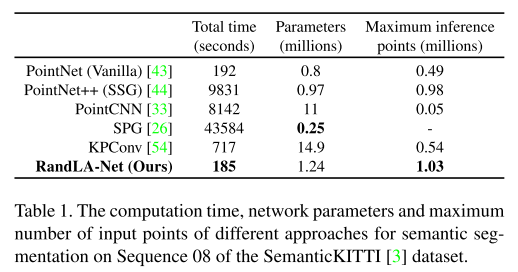 Total time Parameters Maximum inference
(seconds) (millions) points (millions)
PointNet (Vanilla) [43] 192 0.8 0.49
PointNet++ (SSG) [44] 9831 0.97 0.98
PointCNN [33] 8142 11 0.05
SPG [26] 43584 0.25 -
KPConv [54] 717 14.9 0.54
RandLA-Net (Ours) 185 1.24 1.03
Table 1. The computation time, network parameters and maximum
number of input points of different approaches for semantic seg-
mentation on Sequence 08 of the SemanticKITTI [3] dataset.